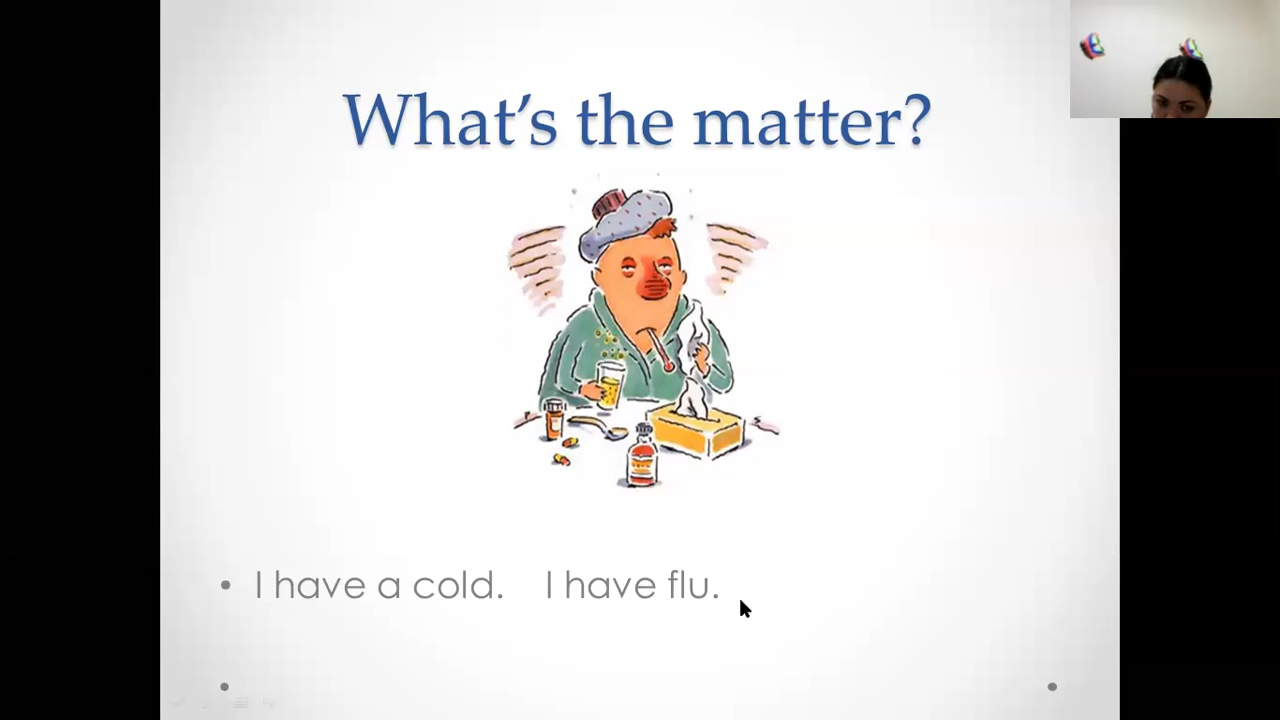 What's the matter?
• I have a cold. I have flu.